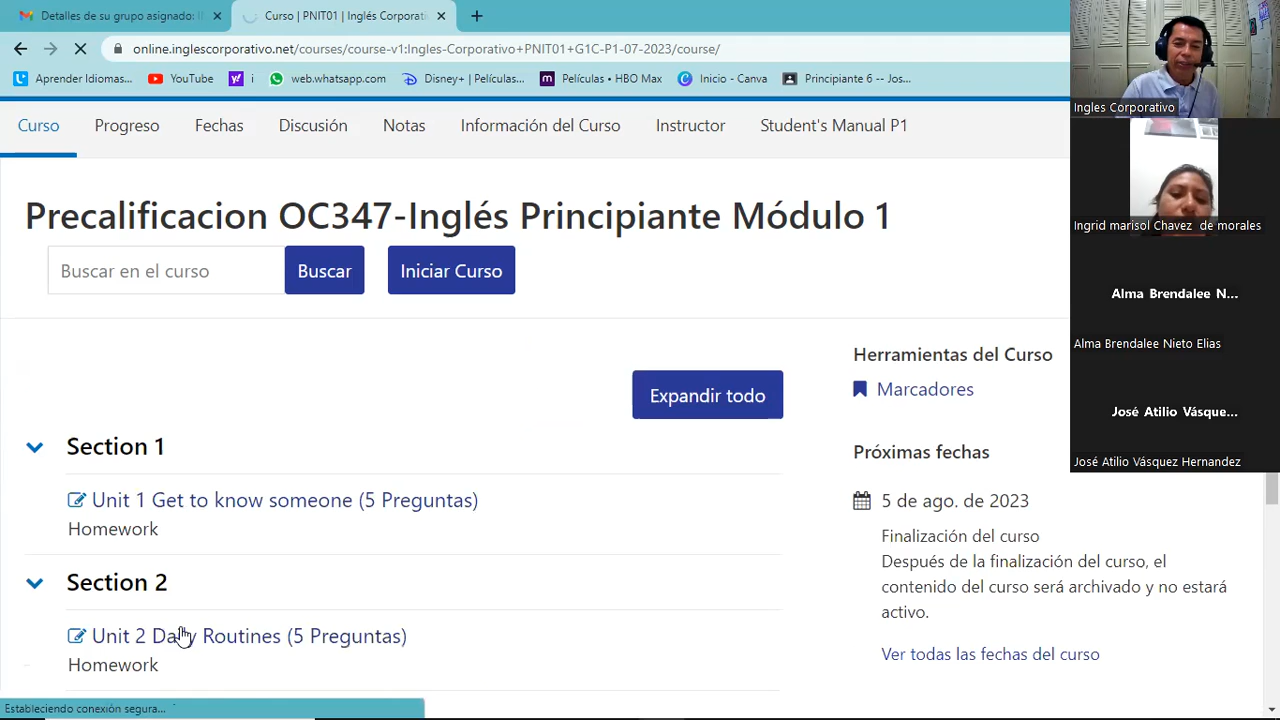 Detalles de su grupo asignado: I
Curso | PNIT01 | Inglés Corporati
online.inglescorporativo.net/courses/course-v1:Ingles-Corporativo+PNIT01+G1C-P1-07-2023/course/
Aprender Idiomas...
YouTube
i
web.whatsapp.com...
Disney+ | Películas...
Películas • HBO Max
Inicio - Canva
Principiante 6 -- Jos...
Curso
Progreso
Fechas
Discusión
Notas
Información del Curso
Instructor
Student's Manual P1
Precalificacion OC347-Inglés Principiante Módulo 1
Buscar en el curso
Buscar
Iniciar Curso
Expandir todo
Section 1
Unit 1 Get to know someone (5 Preguntas)
Homework
Section 2
Unit 2 Daily Routines (5 Preguntas)
Homework
Herramientas del Curso
Marcadores
Próximas fechas
5 de ago. de 2023
Finalización del curso
Después de la finalización del curso, el
contenido del curso será archivado y no estará
activo.
Ver todas las fechas del curso
Estableciendo conexión segura...
Ingles Corporativo
Ingrid marisol Chavez de morales
Alma Brendalee N...
Alma Brendalee Nieto Elias
José Atilio Vásque...
José Atilio Vásquez Hernandez